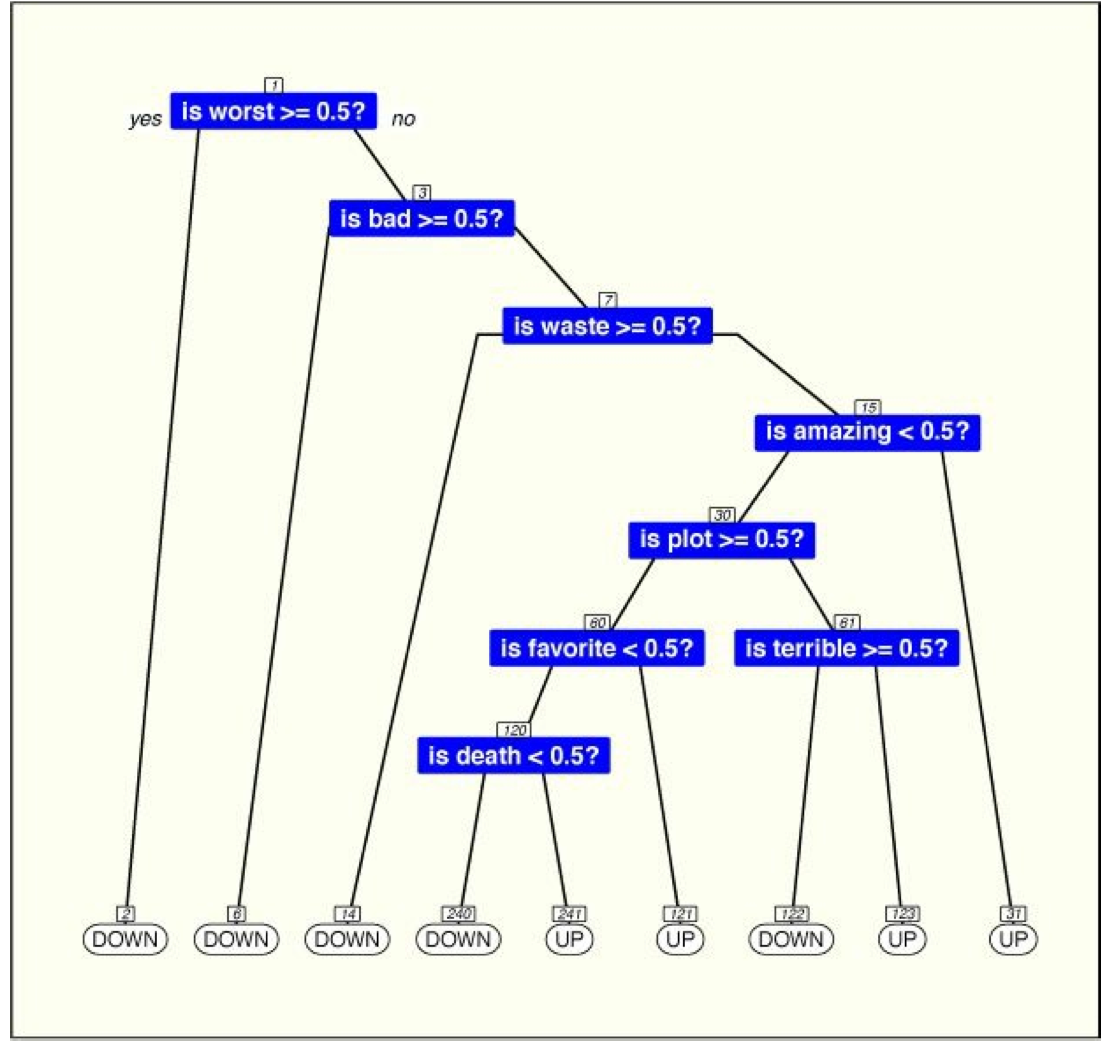 1
yes is worst >= 0.5? no
3
is bad >= 0.5?
7
is waste >= 0.5?
15
is amazing < 0.5?
30
is plot >= 0.5?
60 61
is favorite < 0.5? is terrible >= 0.5?
120
is death < 0.5?
2 6 14 240 241 121 122 123 31
DOWN DOWN DOWN DOWN UP UP DOWN UP UP